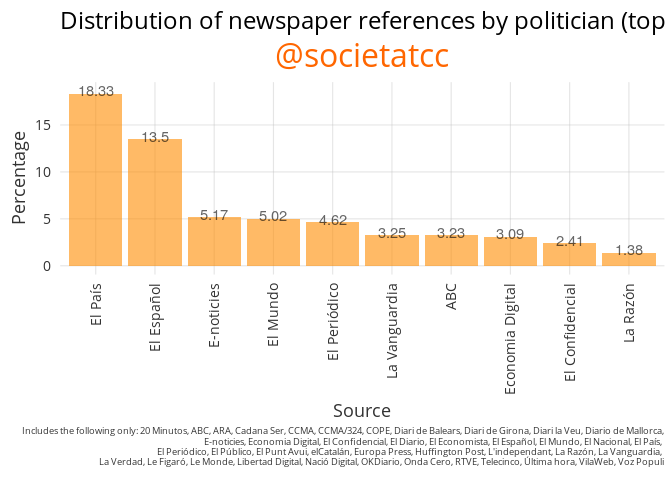 Distribution of newspaper references by politician (top
@societatcc
Percentage
15
10
5
0
18.33
13.5
5.17
5.02
4.62
3.25
3.23
3.09
2.41
1.38
El País
El Español
E-noticies
El Mundo
El Periódico
La Vanguardia
ABC
Economia Digital
El Confidencial
La Razón
Source
Includes the following only: 20 Minutos, ABC, ARA, Cadana Ser, CCMA, CCMA/324, COPE, Diari de Balears, Diari de Girona, Diari la Veu, Diario de Mallorca,
E-noticies, Economia Digital, El Confidencial, El Diario, El Economista, El Español, El Mundo, El Nacional, El País,
El Periódico, El Público, El Punt Avui, elCatalán, Europa Press, Huffington Post, L'independant, La Razón, La Vanguardia,
La Verdad, Le Figaró, Le Monde, Libertad Digital, Nació Digital, OKDiario, Onda Cero, RTVE, Telecinco, Última hora, VilaWeb, Voz Populi